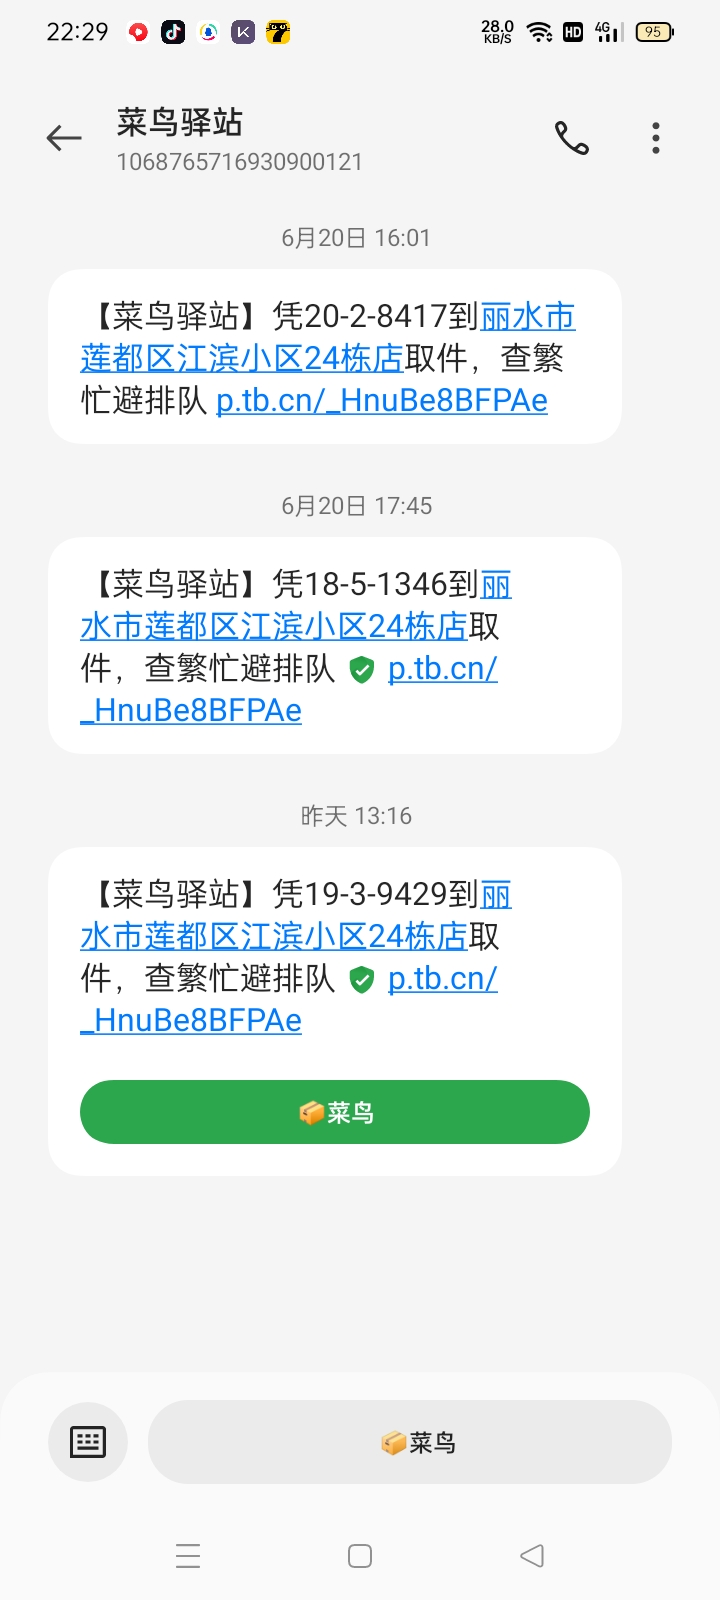 22:29
28.0
KB/S
HD
4G
95
菜鸟驿站
1068765716930900121
6月20日 16:01
【菜鸟驿站】凭20-2-8417到丽水市
莲都区江滨小区24栋店取件，查繁
忙避排队 p.tb.cn/_HnuBe8BFPAe
6月20日 17:45
【菜鸟驿站】凭18-5-1346到丽
水市莲都区江滨小区24栋店取
件，查繁忙避排队 p.tb.cn/
_HnuBe8BFPAe
昨天 13:16
【菜鸟驿站】凭19-3-9429到丽
水市莲都区江滨小区24栋店取
件，查繁忙避排队 p.tb.cn/
_HnuBe8BFPAe
📦菜鸟
📦菜鸟